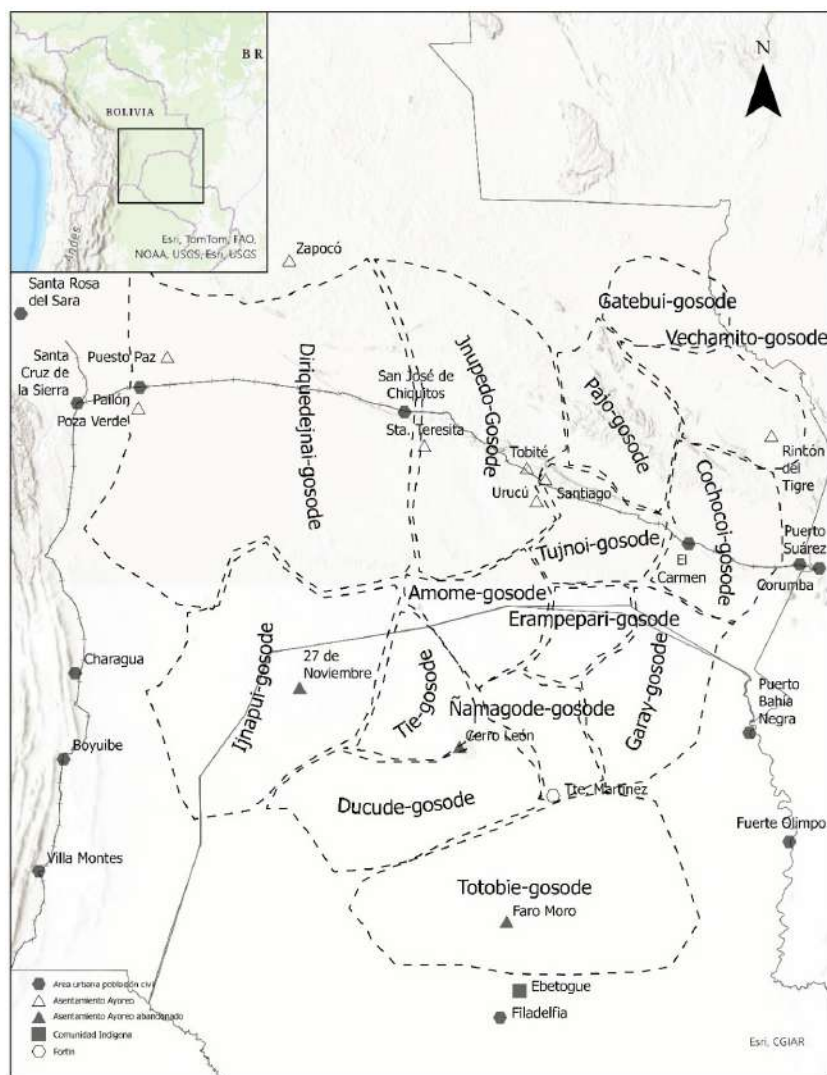 B R
BOLIVIA
Andes
Esri, TomTom, FAO,
NOAA, USGS, Esri, USGS
N
Zapocó
Santa Rosa
del Sara
Gatebui-gosode
Vechamito-gosode
Santa
Cruz de
la Sierra
Puesto Paz
Pailón
Poza Verde
Diriquedejnai-gosode
San José de
Chiquitos
Sta. Teresita
Jnupedo-Gosode
Pajo-gosode
Tobité
Urucú
Santiago
Rincón
del
Tigre
Cochocoi-gosode
Puerto
Suárez
Tujnoi-gosode
El
Carmen
Corumba
Amome-gosode
Erampepari-gosode
Ijnapui-gosode
27 de
Noviembre
Charagua
Tie-gosode
Garay-gosode
Puerto
Bahía
Negra
Ñamagode-gosode
Cerro León
Boyuibe
Ducude-gosode
Tte. Martinez
Fuerte Olimpo
Villa Montes
Totobie-gosode
Faro Moro
Ebetogue
Filadelfia
Area urbana población civil
Asentamiento Ayoreo
Asentamiento Ayoreo abandonado
Comunidad Indígena
Fortín
Esri, CGIAR